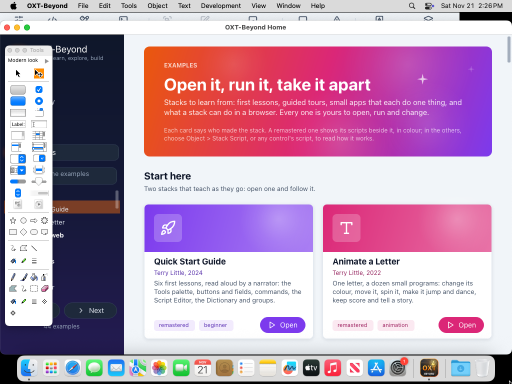 OXT-Beyond File Edit Tools Object Text Development View Window Help Sat Nov 21 2:26 PM
OXT-Beyond Home
Tools
Modern look
Label
-Beyond
learn, explore, build
the examples
Guide
etter
web
Next
examples
EXAMPLES
Open it, run it, take it apart
Stacks to learn from: first lessons, guided tours, small apps that each do one thing, and
what a stack can do in a browser. Every one is yours to open, run and change.
Each card says who made the stack. A remastered one shows its scripts beside it, in colour; in the others,
choose Object > Stack Script, or any control's script, to read how it works.
Start here
Two stacks that teach as they go: open one and follow it.
Quick Start Guide
Terry Little, 2024
Six first lessons, read aloud by a narrator: the
Tools palette, buttons and fields, commands, the
Script Editor, the Dictionary and groups.
remastered beginner Open
Animate a Letter
Terry Little, 2022
One letter, a dozen small programs: change its
colour, move it, spin it, make it jump and dance,
keep score and tell a story.
remastered animation Open
NOV
21
tv
OXT